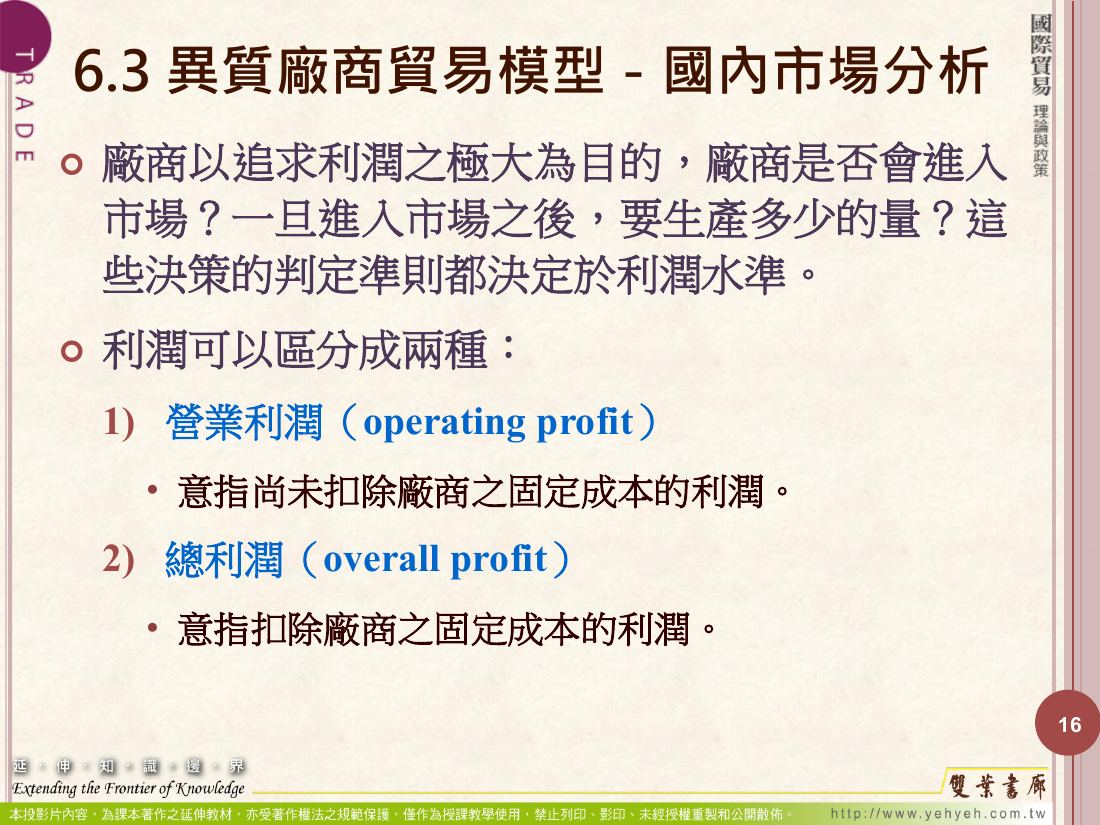 6.3 異質廠商貿易模型 – 國內市場分析
國際貿易 理論與政策
TRADE
廠商以追求利潤之極大為目的，廠商是否會進入
市場？一旦進入市場之後，要生產多少的量？這
些決策的判定準則都決定於利潤水準。
利潤可以區分成兩種：
1) 營業利潤（operating profit）
• 意指尚未扣除廠商之固定成本的利潤。
2) 總利潤（overall profit）
• 意指扣除廠商之固定成本的利潤。
16
延．伸．知．識．邊．界
Extending the Frontier of Knowledge
雙葉書廊
本投影片內容，為課本著作之延伸教材，亦受著作權法之規範保護，僅作為授課教學使用，禁止列印、影印、未經授權重製和公開散佈。
http://www.yehyeh.com.tw